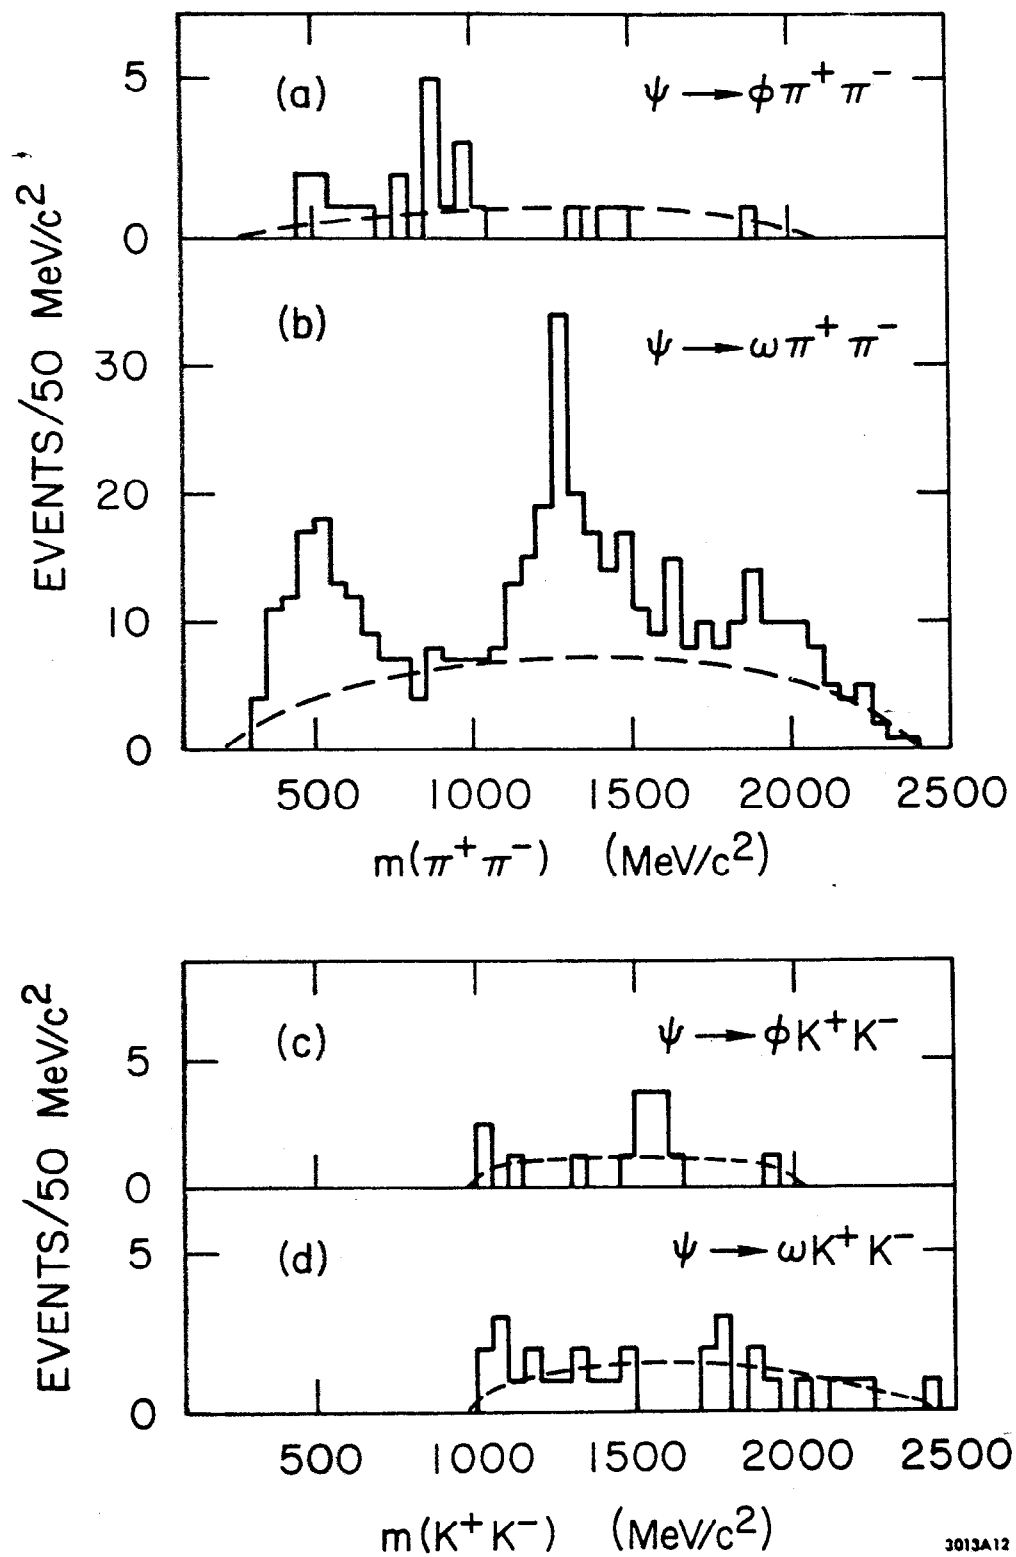 (a)
ψ → φπ⁺π⁻
5
0
(b)
ψ → ωπ⁺π⁻
30
20
10
0
EVENTS/50 MeV/c²
500 1000 1500 2000 2500
m(π⁺π⁻) (MeV/c²)
(c)
ψ → φK⁺K⁻
5
0
(d)
ψ → ωK⁺K⁻
5
0
EVENTS/50 MeV/c²
500 1000 1500 2000 2500
m(K⁺K⁻) (MeV/c²)
3013A12